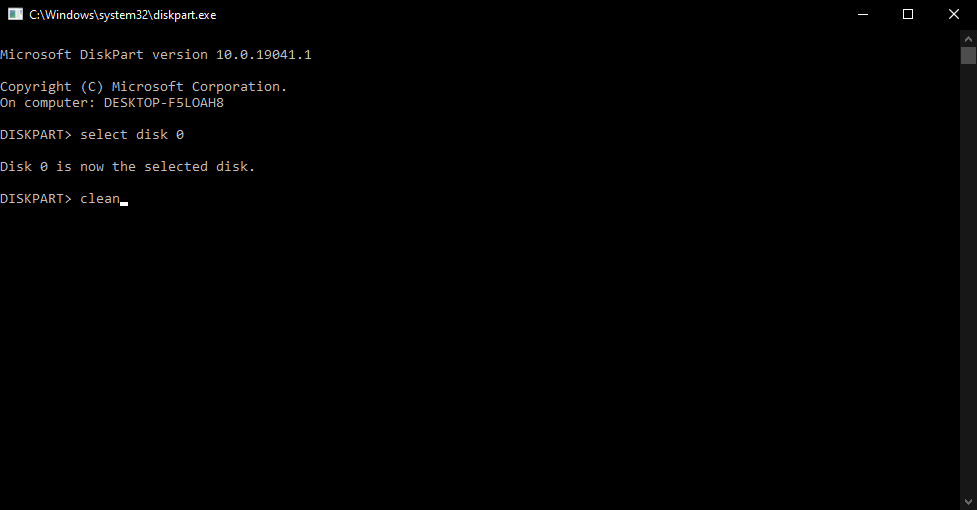 C:\Windows\system32\diskpart.exe
Microsoft DiskPart version 10.0.19041.1
Copyright (C) Microsoft Corporation.
On computer: DESKTOP-F5LOAH8
DISKPART> select disk 0
Disk 0 is now the selected disk.
DISKPART> clean